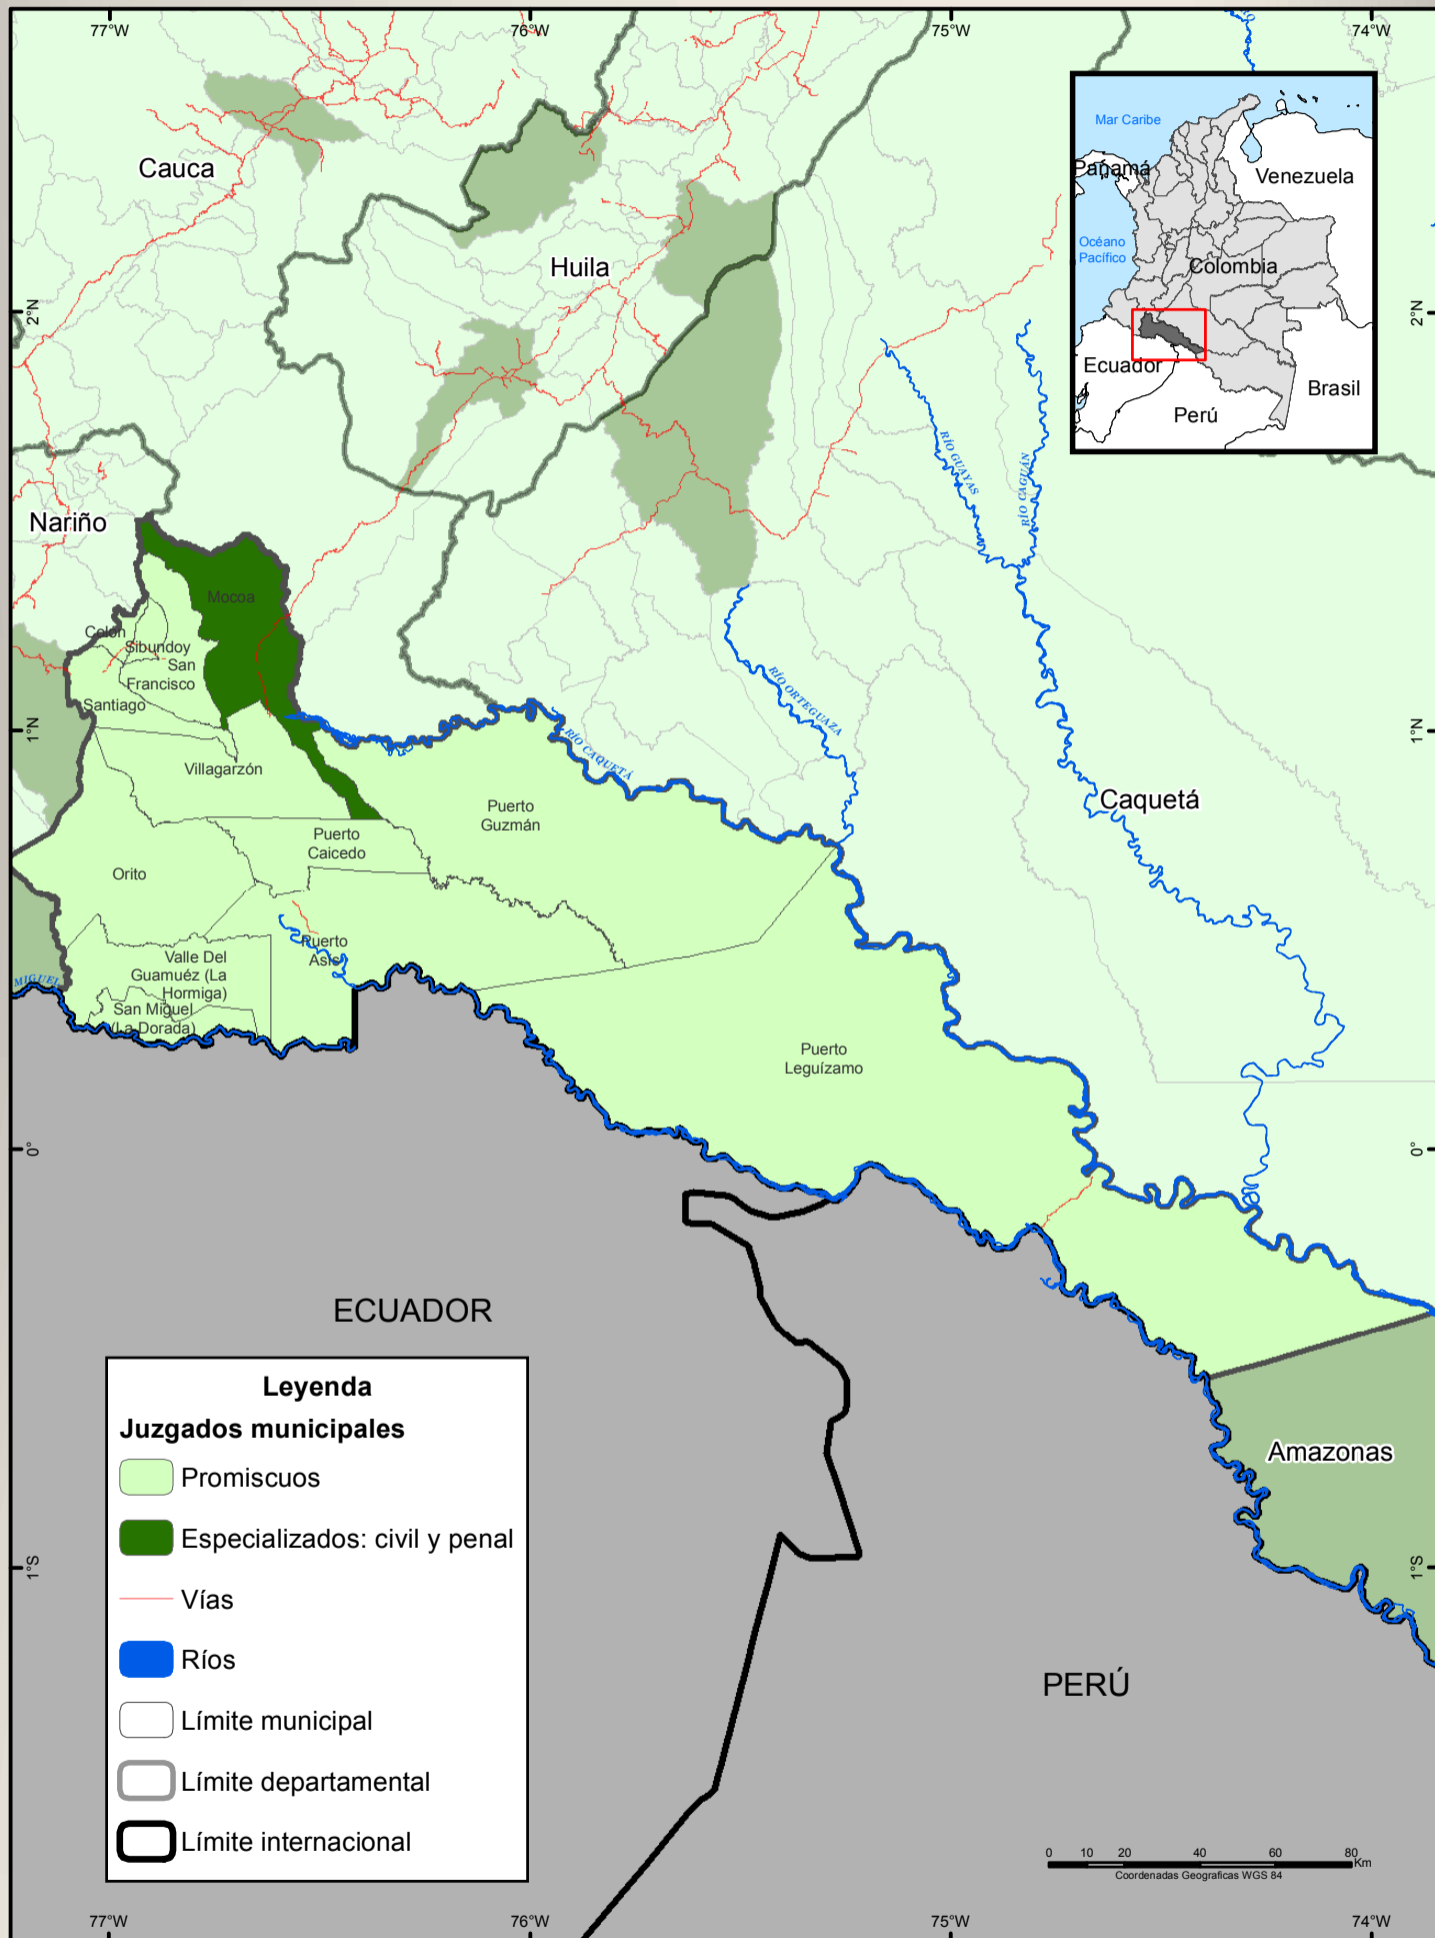 77°W
76°W
75°W
74°W
Mar Caribe
Panamá
Venezuela
Océano
Pacífico
Colombia
Ecuador
Brasil
Perú
Cauca
Huila
2°N
2°N
RÍO GUAYAS
RÍO CAGUÁN
Nariño
Mocoa
Colón
Sibundoy
San
Francisco
Santiago
RÍO ORTEGUAZA
1°N
1°N
RÍO CAQUETÁ
Villagarzón
Caquetá
Puerto
Guzmán
Puerto
Caicedo
Orito
Puerto
Asís
Valle Del
Guamuéz (La
Hormiga)
MIGUEL
San Miguel
(La Dorada)
Puerto
Leguízamo
0°
0°
ECUADOR
Leyenda
Juzgados municipales
Promiscuos
Especializados: civil y penal
Vías
Ríos
Límite municipal
Límite departamental
Límite internacional
Amazonas
1°S
1°S
PERÚ
0 10 20 40 60 80
Km
Coordenadas Geograficas WGS 84
77°W
76°W
75°W
74°W